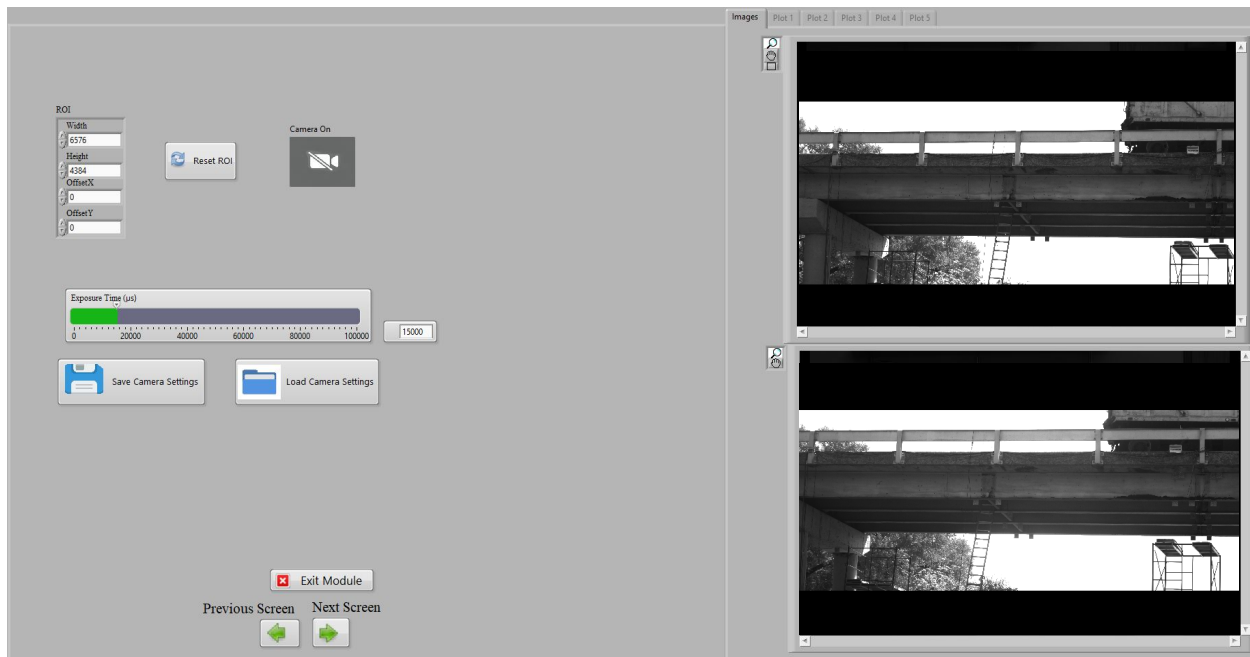 Images Plot 1 Plot 2 Plot 3 Plot 4 Plot 5
ROI
Width
6576
Height
4384
OffsetX
0
OffsetY
0
Reset ROI
Camera On
Exposure Time (µs)
0 20000 40000 60000 80000 100000
15000
Save Camera Settings
Load Camera Settings
Exit Module
Previous Screen Next Screen